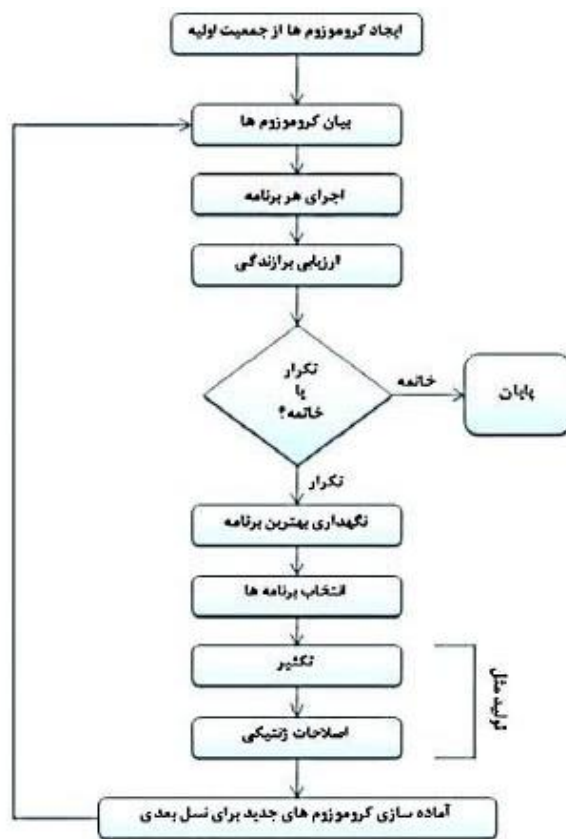 ایجاد کروموزوم ها از جمعیت اولیه
بیان کروموزوم ها
اجرای هر برنامه
ارزیابی برازندگی
تکرار
یا
خاتمه؟
خاتمه
پایان
تکرار
نگهداری بهترین برنامه
انتخاب برنامه ها
تکثیر
اصلاحات ژنتیکی
تولید مثل
آماده سازی کروموزوم های جدید برای نسل بعدی